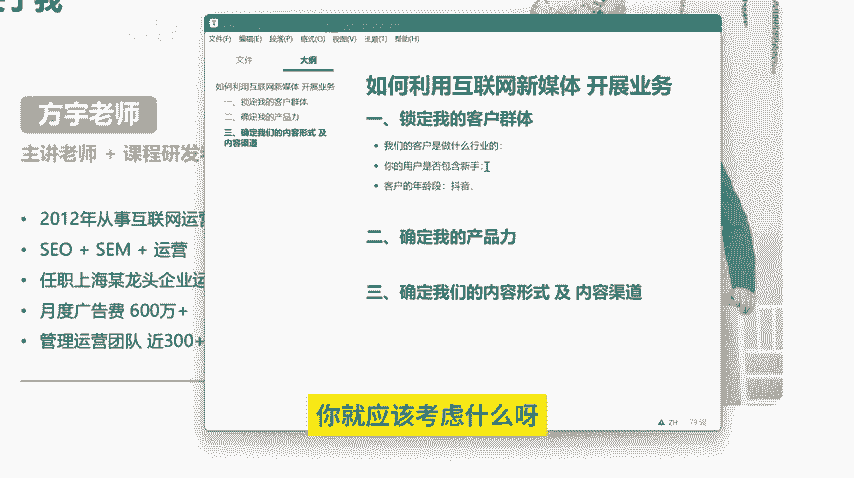 于我
方宇老师
主讲老师 + 课程研发
• 2012年从事互联网运营
• SEO + SEM + 运营
• 任职上海某龙头企业运
• 月度广告费 600万+
• 管理运营团队 近300+
文件(F) 编辑(E) 段落(P) 格式(O) 视图(V) 主题(T) 帮助(H)
文件 大纲
如何利用互联网新媒体 开展业务
一、锁定我的客户群体
二、确定我的产品力
三、确定我们的内容形式 及
内容渠道
如何利用互联网新媒体 开展业务
一、锁定我的客户群体
• 我们的客户是做什么行业的:
• 你的用户是否包含新手:
• 客户的年龄段：抖音、
二、确定我的产品力
三、确定我们的内容形式 及 内容渠道
ZH 79 词
你就应该考虑什么呀